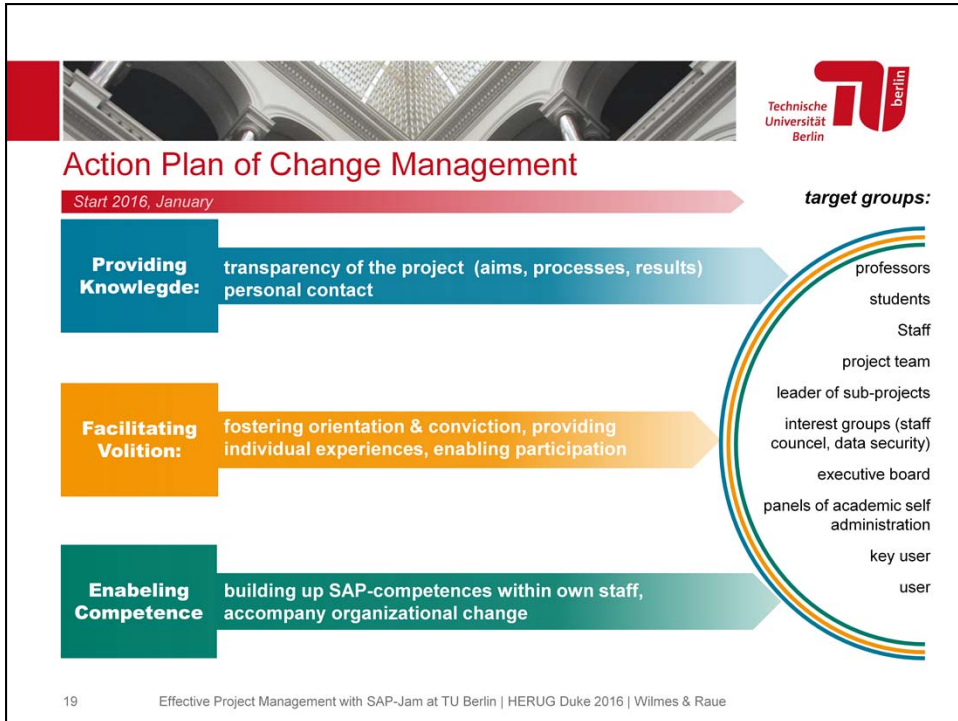 Technische
Universität
Berlin
berlin
Action Plan of Change Management
Start 2016, January
target groups:
Providing
Knowlegde:
transparency of the project (aims, processes, results)
personal contact
Facilitating
Volition:
fostering orientation & conviction, providing
individual experiences, enabling participation
Enabeling
Competence
building up SAP-competences within own staff,
accompany organizational change
professors
students
Staff
project team
leader of sub-projects
interest groups (staff
councel, data security)
executive board
panels of academic self
administration
key user
user
19
Effective Project Management with SAP-Jam at TU Berlin | HERUG Duke 2016 | Wilmes & Raue